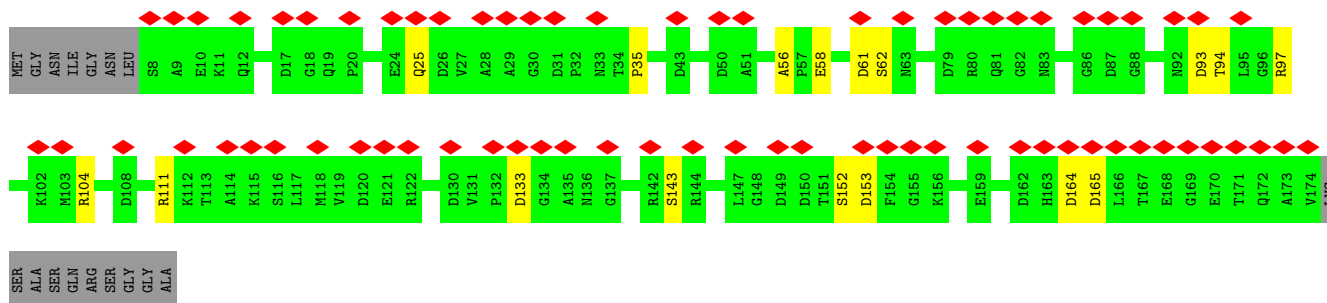 MET GLY ASN ILE GLY ASN LEU S8 A9 E10 K11 Q12 D17 G18 Q19 P20 E24 Q25 D26 V27 A28 A29 G30 D31 P32 N33 T34 P35 D43 D50 A51 A56 P57 E58 D61 S62 N63 D79 R80 Q81 G82 N83 G86 D87 G88 N92 D93 T94 L95 G96 R97
K102 M103 R104 D108 R111 K112 T113 A114 K115 S116 L117 M118 V119 D120 E121 R122 D130 V131 P132 D133 G134 A135 N136 G137 R142 S143 R144 L147 G148 D149 D150 T151 S152 D153 F154 G155 K156 E159 D162 H163 D164 D165 L166 T167 E168 G169 E170 T171 Q172 A173 V174
SER ALA SER GLN ARG SER GLY GLY ALA